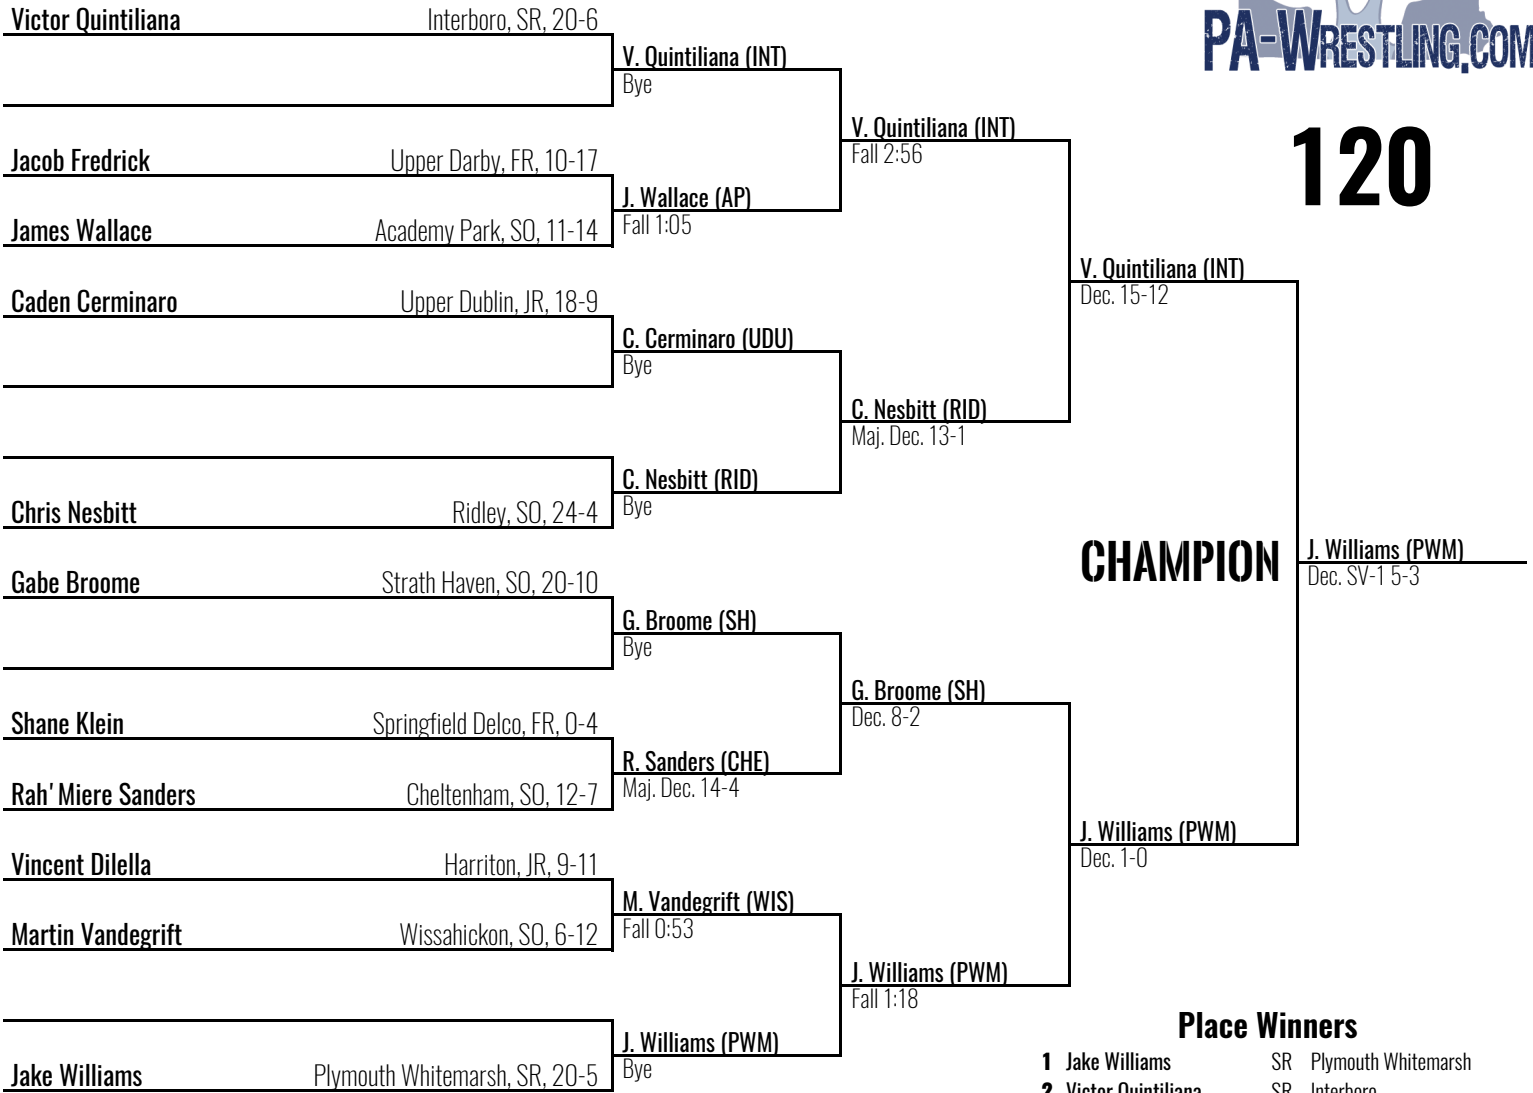 PA-WRESTLING.COM
120
Victor Quintiliana Interboro, SR, 20-6
V. Quintiliana (INT)
Bye
V. Quintiliana (INT)
Fall 2:56
Jacob Fredrick Upper Darby, FR, 10-17
J. Wallace (AP)
Fall 1:05
James Wallace Academy Park, SO, 11-14
V. Quintiliana (INT)
Dec. 15-12
Caden Cerminaro Upper Dublin, JR, 18-9
C. Cerminaro (UDU)
Bye
C. Nesbitt (RID)
Maj. Dec. 13-1
C. Nesbitt (RID)
Bye
Chris Nesbitt Ridley, SO, 24-4
CHAMPION
J. Williams (PWM)
Dec. SV-1 5-3
Gabe Broome Strath Haven, SO, 20-10
G. Broome (SH)
Bye
G. Broome (SH)
Dec. 8-2
Shane Klein Springfield Delco, FR, 0-4
R. Sanders (CHE)
Maj. Dec. 14-4
Rah'Miere Sanders Cheltenham, SO, 12-7
J. Williams (PWM)
Dec. 1-0
Vincent Dilella Harriton, JR, 9-11
M. Vandegrift (WIS)
Fall 0:53
Martin Vandegrift Wissahickon, SO, 6-12
J. Williams (PWM)
Fall 1:18
J. Williams (PWM)
Bye
Jake Williams Plymouth Whitemarsh, SR, 20-5
Place Winners
1 Jake Williams SR Plymouth Whitemarsh
2 Victor Quintiliana SR Interboro